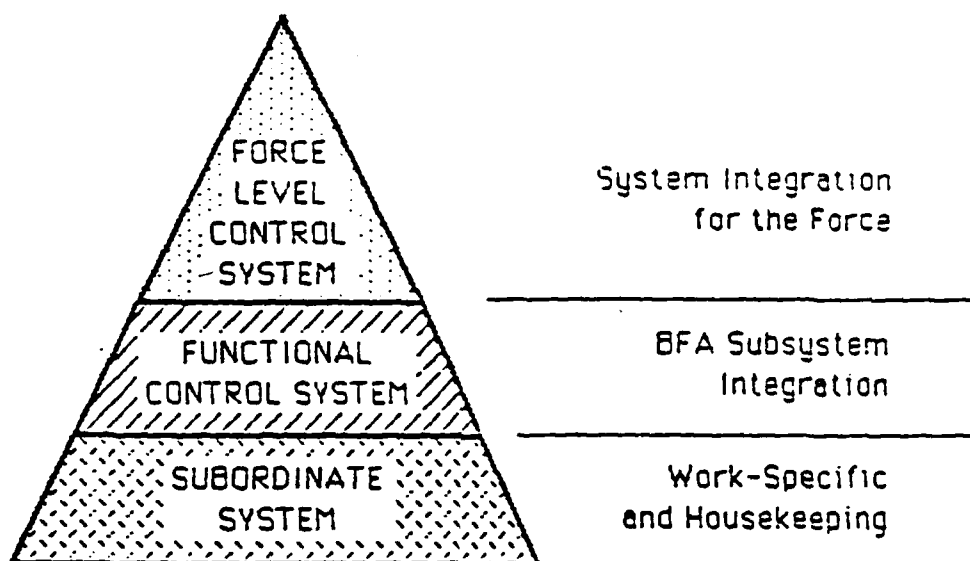 FORCE
LEVEL
CONTROL
SYSTEM
System Integration
for the Force
FUNCTIONAL
CONTROL SYSTEM
BFA Subsystem
Integration
SUBORDINATE
SYSTEM
Work-Specific
and Housekeeping